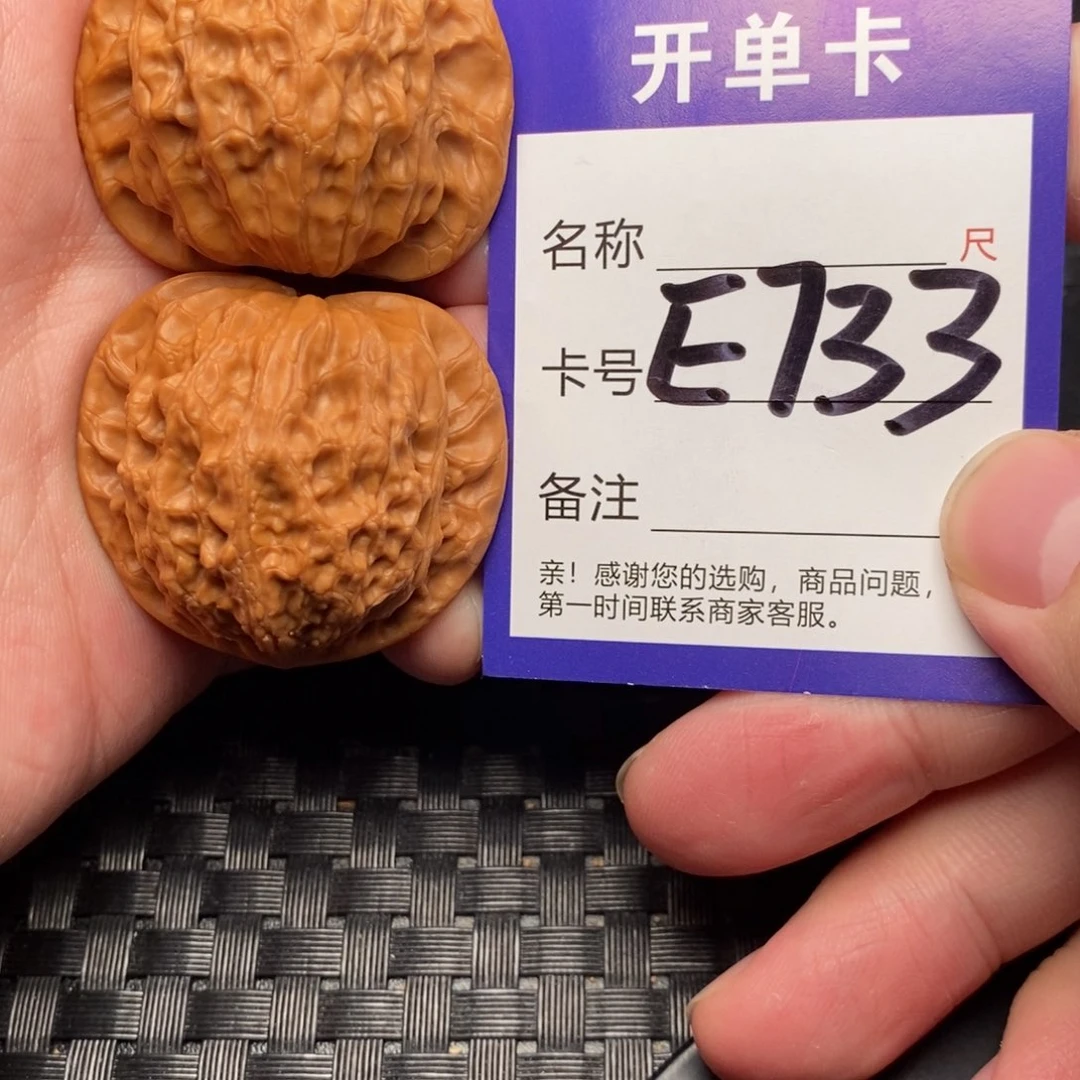 开单卡
名称 尺
卡号 E733
备注
亲！感谢您的选购，商品问题，
第一时间联系商家客服。